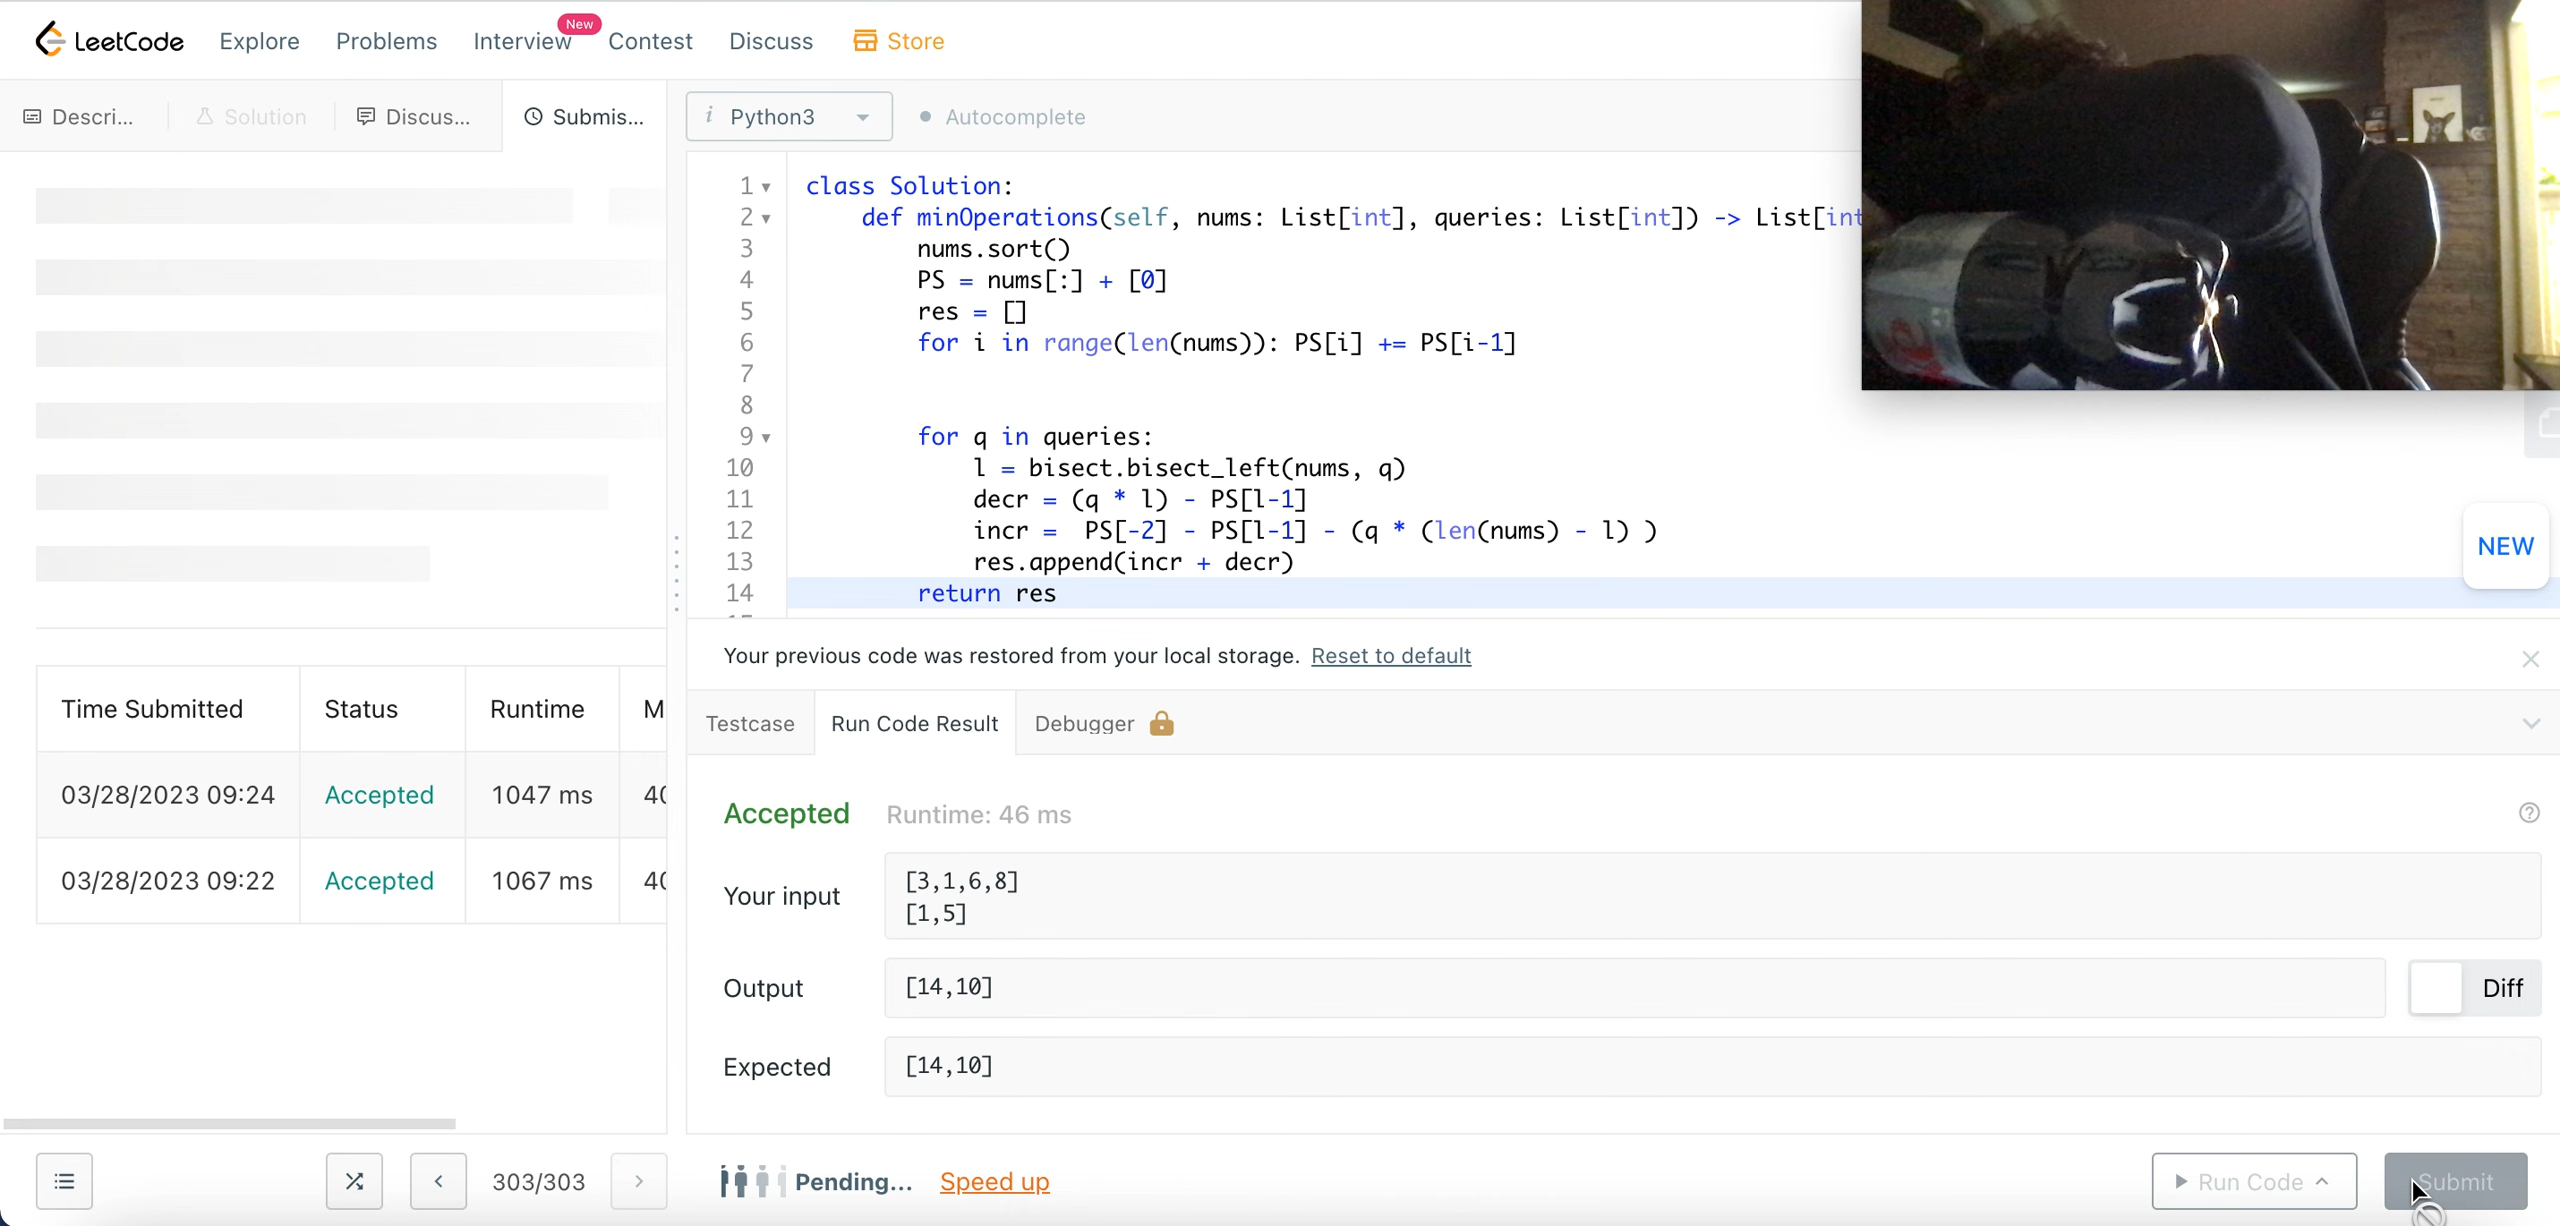 LeetCode Explore Problems Interview New Contest Discuss Store
Descri... Solution Discus... Submis...
i Python3 Autocomplete
1 class Solution:
2 def minOperations(self, nums: List[int], queries: List[int]) -> List[int
3 nums.sort()
4 PS = nums[:] + [0]
5 res = []
6 for i in range(len(nums)): PS[i] += PS[i-1]
7
8
9 for q in queries:
10 l = bisect.bisect_left(nums, q)
11 decr = (q * l) - PS[l-1]
12 incr =  PS[-2] - PS[l-1] - (q * (len(nums) - l) )
13 res.append(incr + decr)
14 return res
NEW
Your previous code was restored from your local storage. Reset to default
Time Submitted Status Runtime M
03/28/2023 09:24 Accepted 1047 ms 40
03/28/2023 09:22 Accepted 1067 ms 40
Testcase Run Code Result Debugger
Accepted Runtime: 46 ms
Your input
[3,1,6,8]
[1,5]
Output [14,10] Diff
Expected [14,10]
303/303 Pending... Speed up Run Code Submit